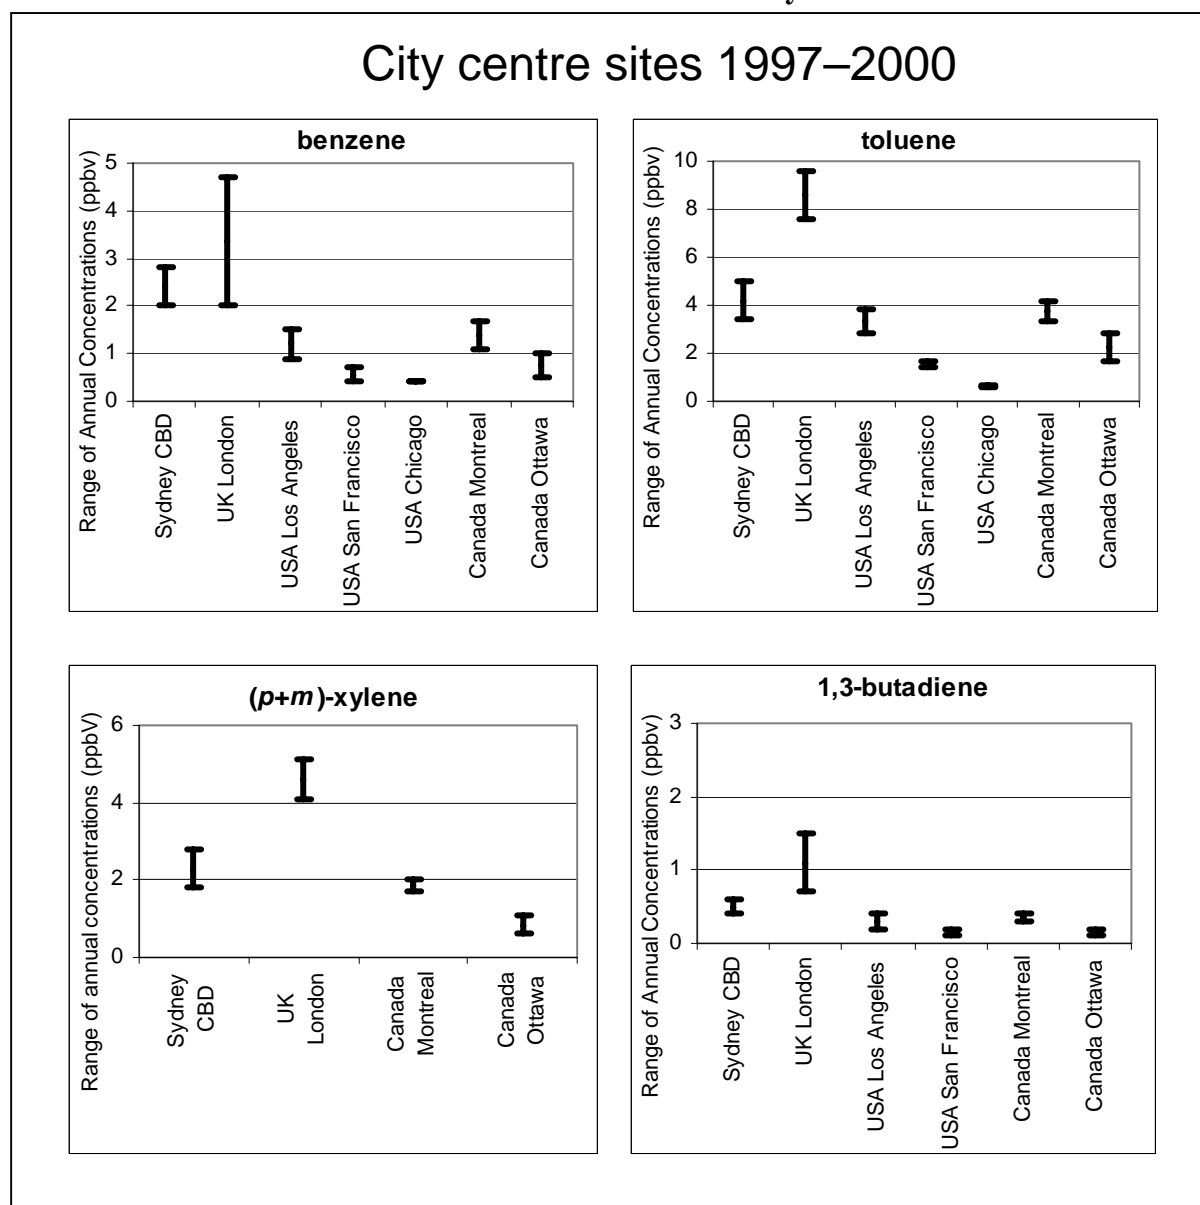 City centre sites 1997–2000
benzene
Range of Annual Concentrations (ppbv)
5
4
3
2
1
0
Sydney CBD
UK London
USA Los Angeles
USA San Francisco
USA Chicago
Canada Montreal
Canada Ottawa
toluene
Range of Annual Concentrations (ppbv)
10
8
6
4
2
0
Sydney CBD
UK London
USA Los Angeles
USA San Francisco
USA Chicago
Canada Montreal
Canada Ottawa
(p+m)-xylene
Range of annual concentrations (ppbV)
6
4
2
0
Sydney
CBD
UK
London
Canada
Montreal
Canada
Ottawa
1,3-butadiene
Range of Annual Concentrations (ppbv)
3
2
1
0
Sydney CBD
UK London
USA Los Angeles
USA San Francisco
Canada Montreal
Canada Ottawa